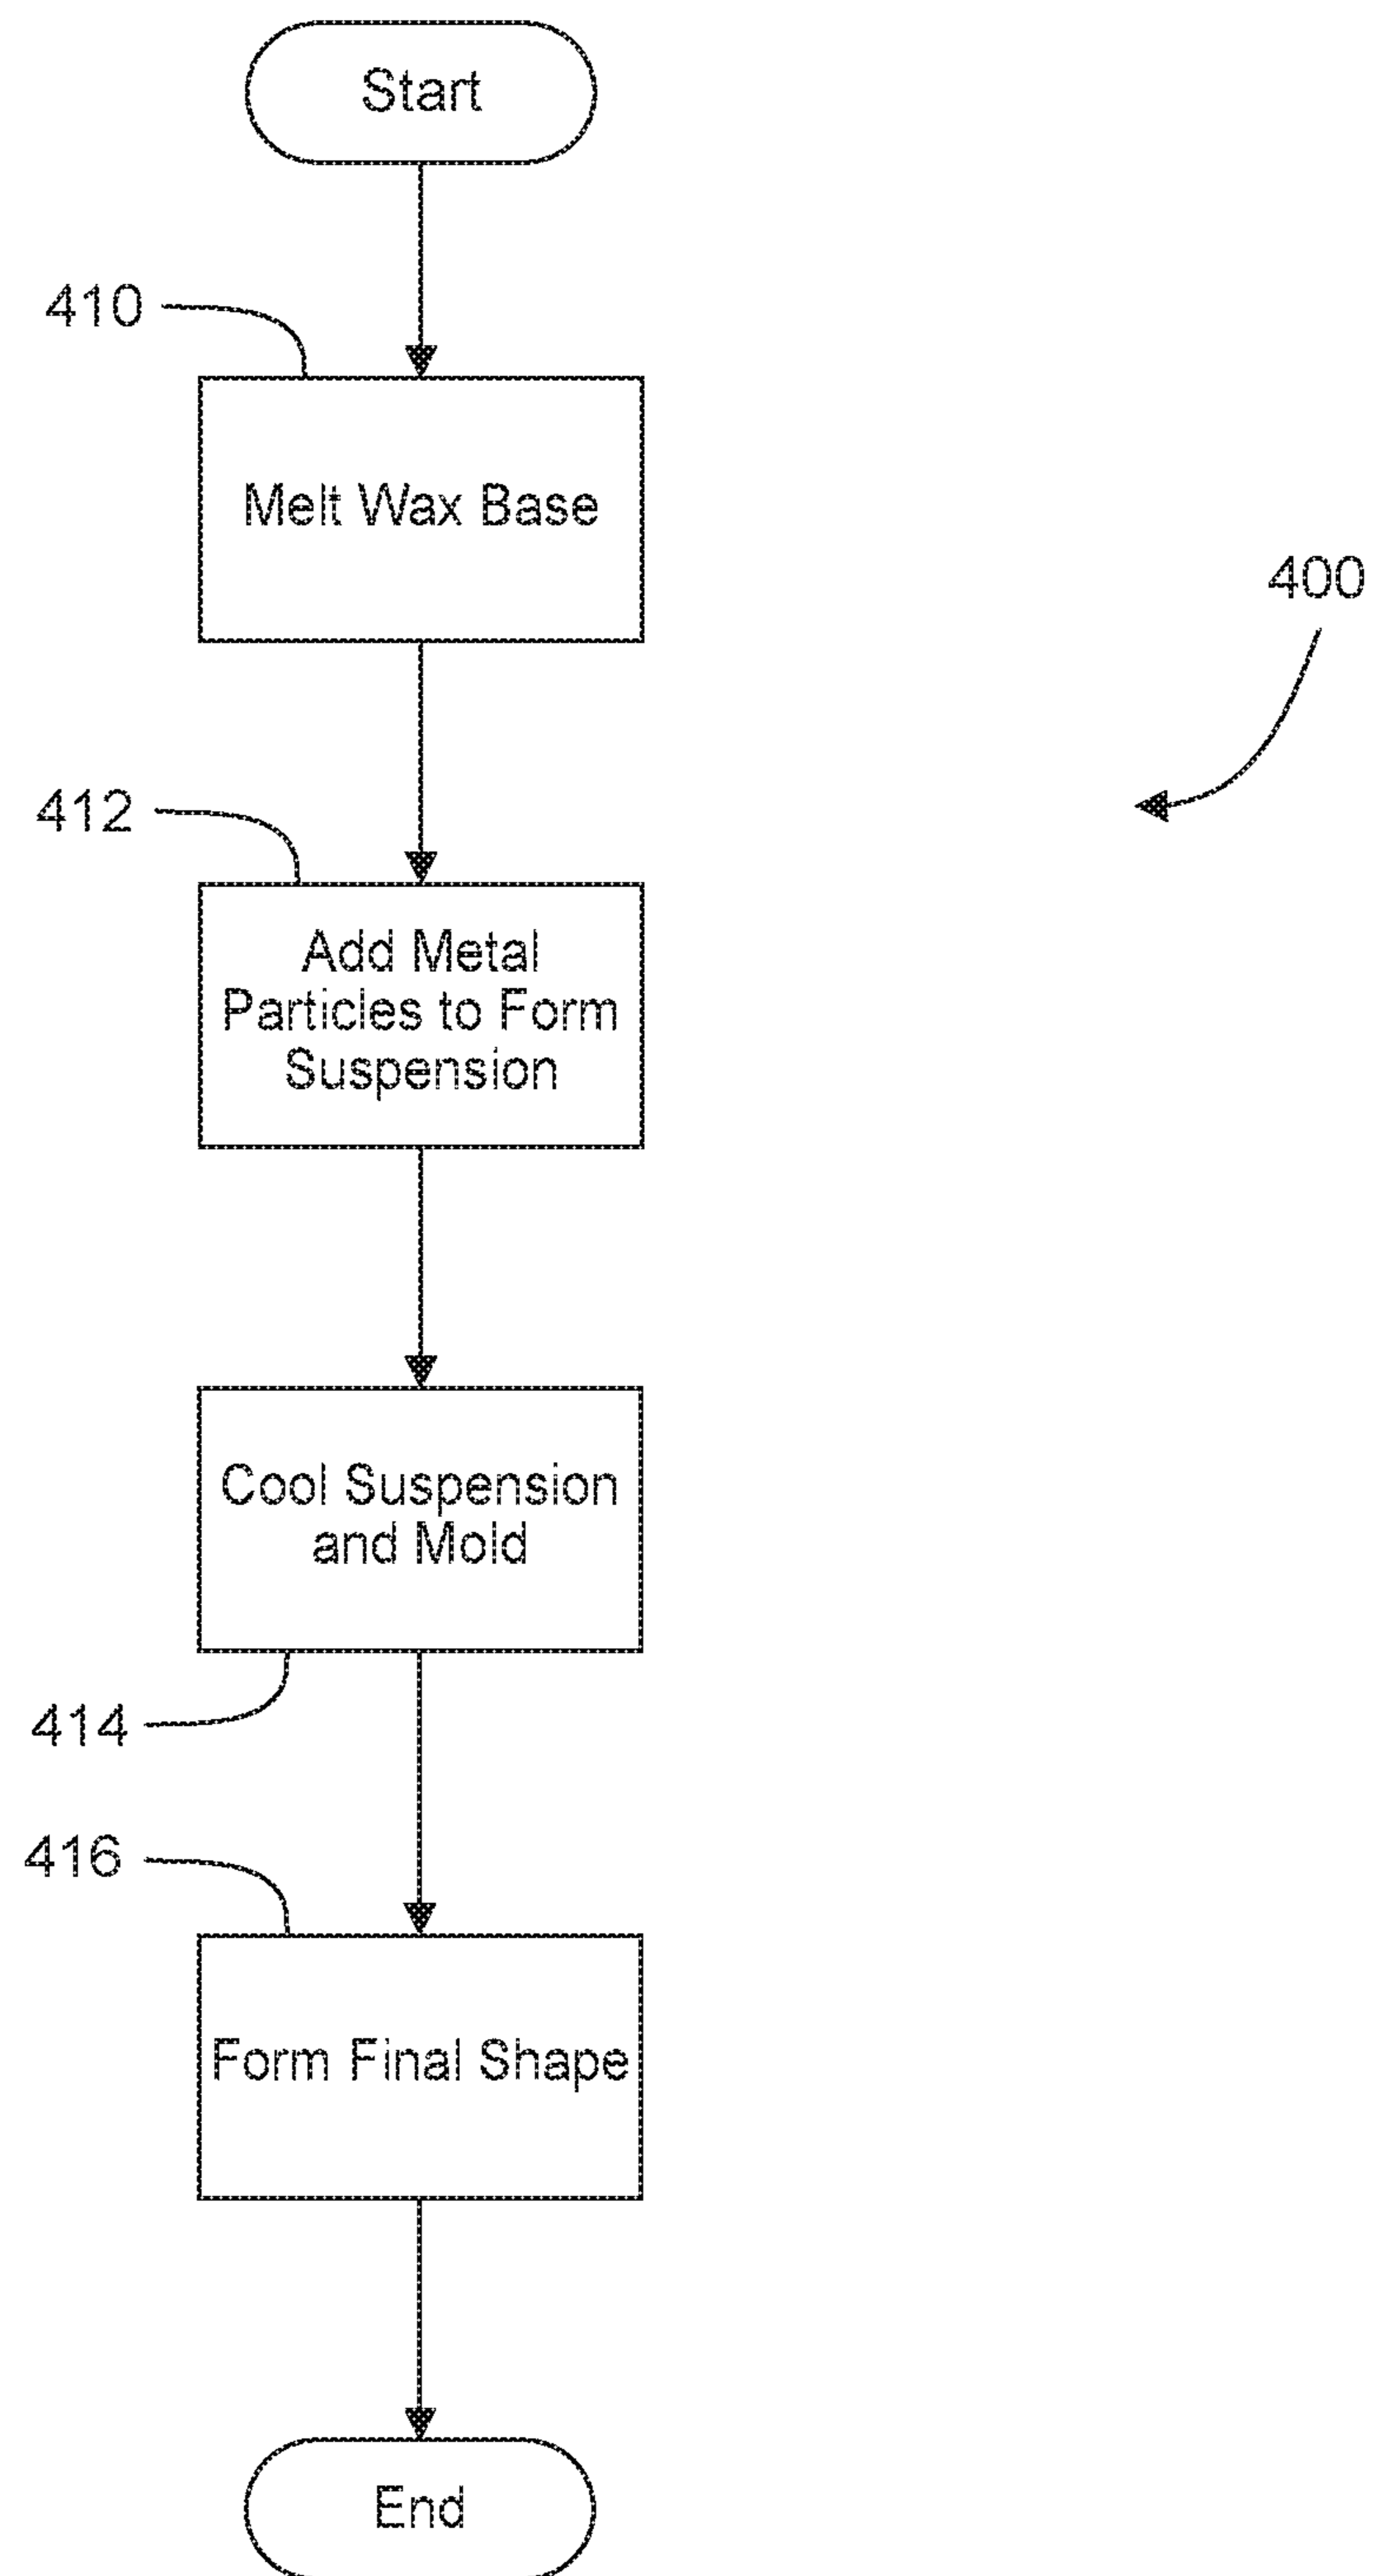 Start
410
Melt Wax Base
400
412
Add Metal
Particles to Form
Suspension
Cool Suspension
and Mold
414
416
Form Final Shape
End